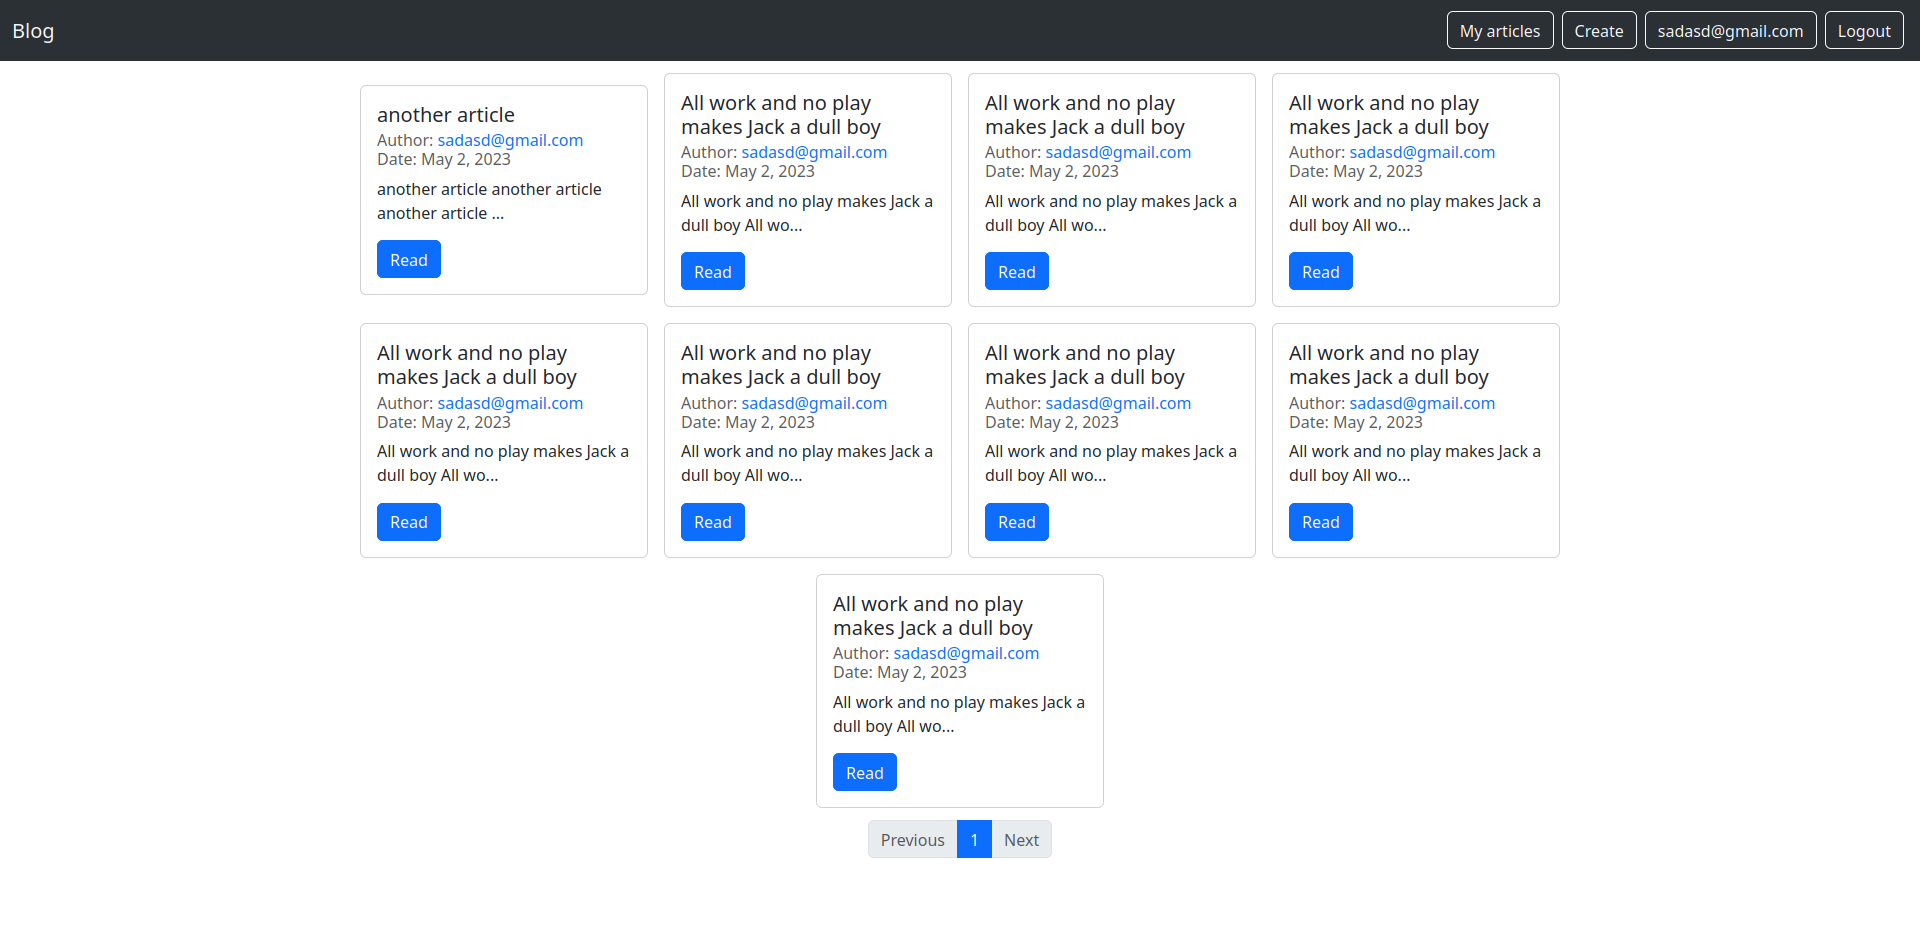 Blog
My articles
Create
sadasd@gmail.com
Logout
another article
Author: sadasd@gmail.com
Date: May 2, 2023
another article another article
another article ...
Read
All work and no play
makes Jack a dull boy
Author: sadasd@gmail.com
Date: May 2, 2023
All work and no play makes Jack a
dull boy All wo...
Read
All work and no play
makes Jack a dull boy
Author: sadasd@gmail.com
Date: May 2, 2023
All work and no play makes Jack a
dull boy All wo...
Read
All work and no play
makes Jack a dull boy
Author: sadasd@gmail.com
Date: May 2, 2023
All work and no play makes Jack a
dull boy All wo...
Read
All work and no play
makes Jack a dull boy
Author: sadasd@gmail.com
Date: May 2, 2023
All work and no play makes Jack a
dull boy All wo...
Read
All work and no play
makes Jack a dull boy
Author: sadasd@gmail.com
Date: May 2, 2023
All work and no play makes Jack a
dull boy All wo...
Read
All work and no play
makes Jack a dull boy
Author: sadasd@gmail.com
Date: May 2, 2023
All work and no play makes Jack a
dull boy All wo...
Read
All work and no play
makes Jack a dull boy
Author: sadasd@gmail.com
Date: May 2, 2023
All work and no play makes Jack a
dull boy All wo...
Read
All work and no play
makes Jack a dull boy
Author: sadasd@gmail.com
Date: May 2, 2023
All work and no play makes Jack a
dull boy All wo...
Read
Previous
1
Next